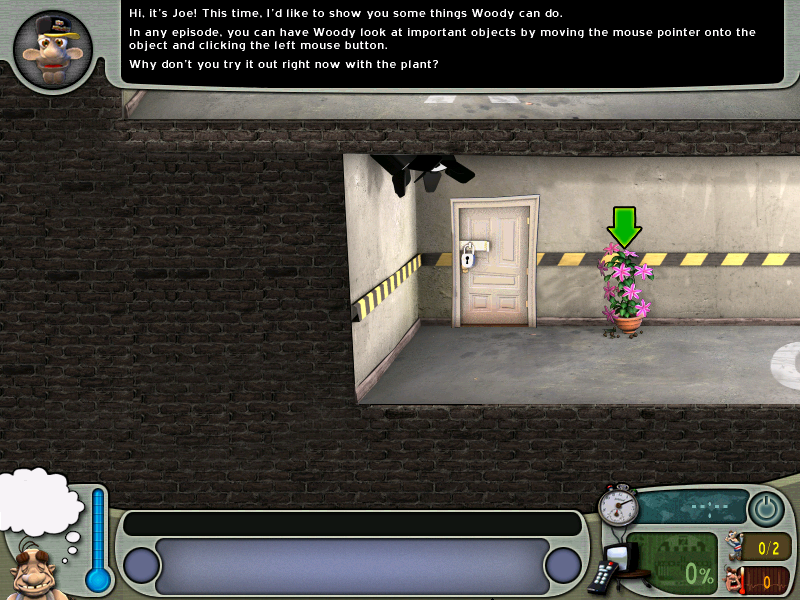 Hi, it's Joe! This time, I'd like to show you some things Woody can do.
In any episode, you can have Woody look at important objects by moving the mouse pointer onto the
object and clicking the left mouse button.
Why don't you try it out right now with the plant?
-- : --
0/2
0%
0